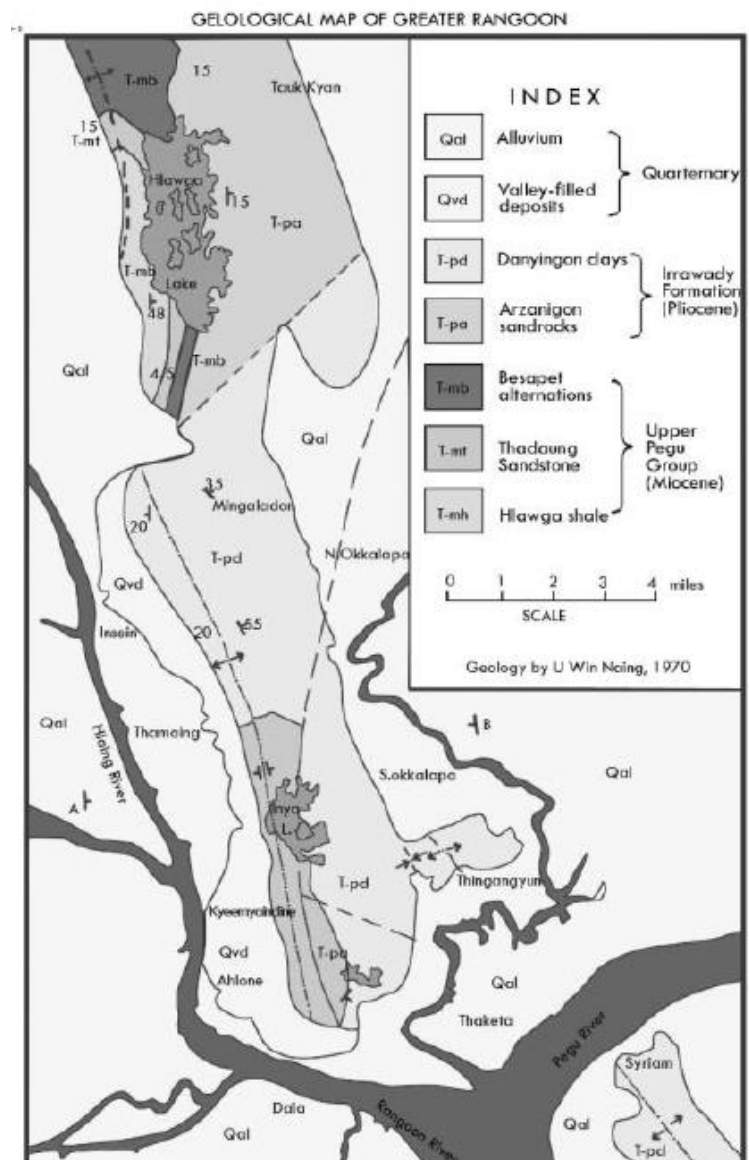 GELOLOGICAL MAP OF GREATER RANGOON
T-mb
15
Tauk Kyan
15
T-mt
Hlawga
15
T-pa
T-mb
Lake
48
T-mb
4/5
Qal
Qal
35
Mingaladon
20
T-pd
N.Okkalapa
Qvd
Insein
20
55
Qal
Thamaing
Hlaing River
A
B
S.okkalapa
Qal
Inya
L.
T-pd
Thingangyun
Kyeemyaindine
Qvd
T-pa
Ahlone
Qal
Thaketa
Pegu River
Syriam
Dala
Rangoon River
Qal
Qal
T-pd
INDEX
Qal Alluvium
Qvd Valley-filled
deposits
Quarternary
T-pd Danyingon clays
T-pa Arzanigon
sandrocks
Irrawady
Formation
(Pliocene)
T-mb Besapet
alternations
T-mt Thadaung
Sandstone
T-mh Hlawga shale
Upper
Pegu
Group
(Miocene)
0 1 2 3 4 miles
SCALE
Geology by U Win Naing, 1970